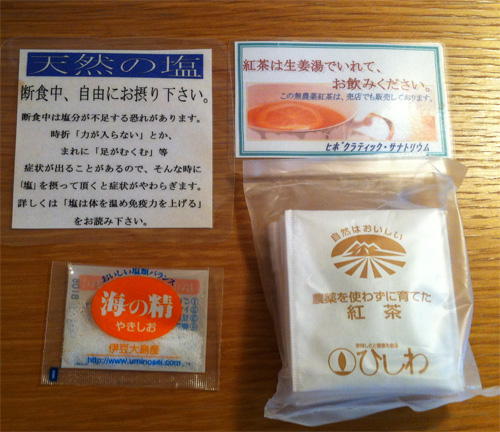 天然の塩
断食中、自由にお摂り下さい。
断食中は塩分が不足する恐れがあります。
時折「力が入らない」とか、
まれに「足がむくむ」等
症状が出ることがあるので、そんな時に
「塩」を摂って頂くと症状がやわらぎます。
詳しくは「塩は体を温め免疫力を上げる」
をお読み下さい。
紅茶は生姜湯でいれて、
お飲みください。
この無農薬紅茶は、売店でも販売しております。
ヒポクラティック・サナトリウム
おいしい塩類バランス
海の精
やきしお
伊豆大島産
http://www.uminosei.com
自然はおいしい
農薬を使わずに育てた
紅茶
ひしわ